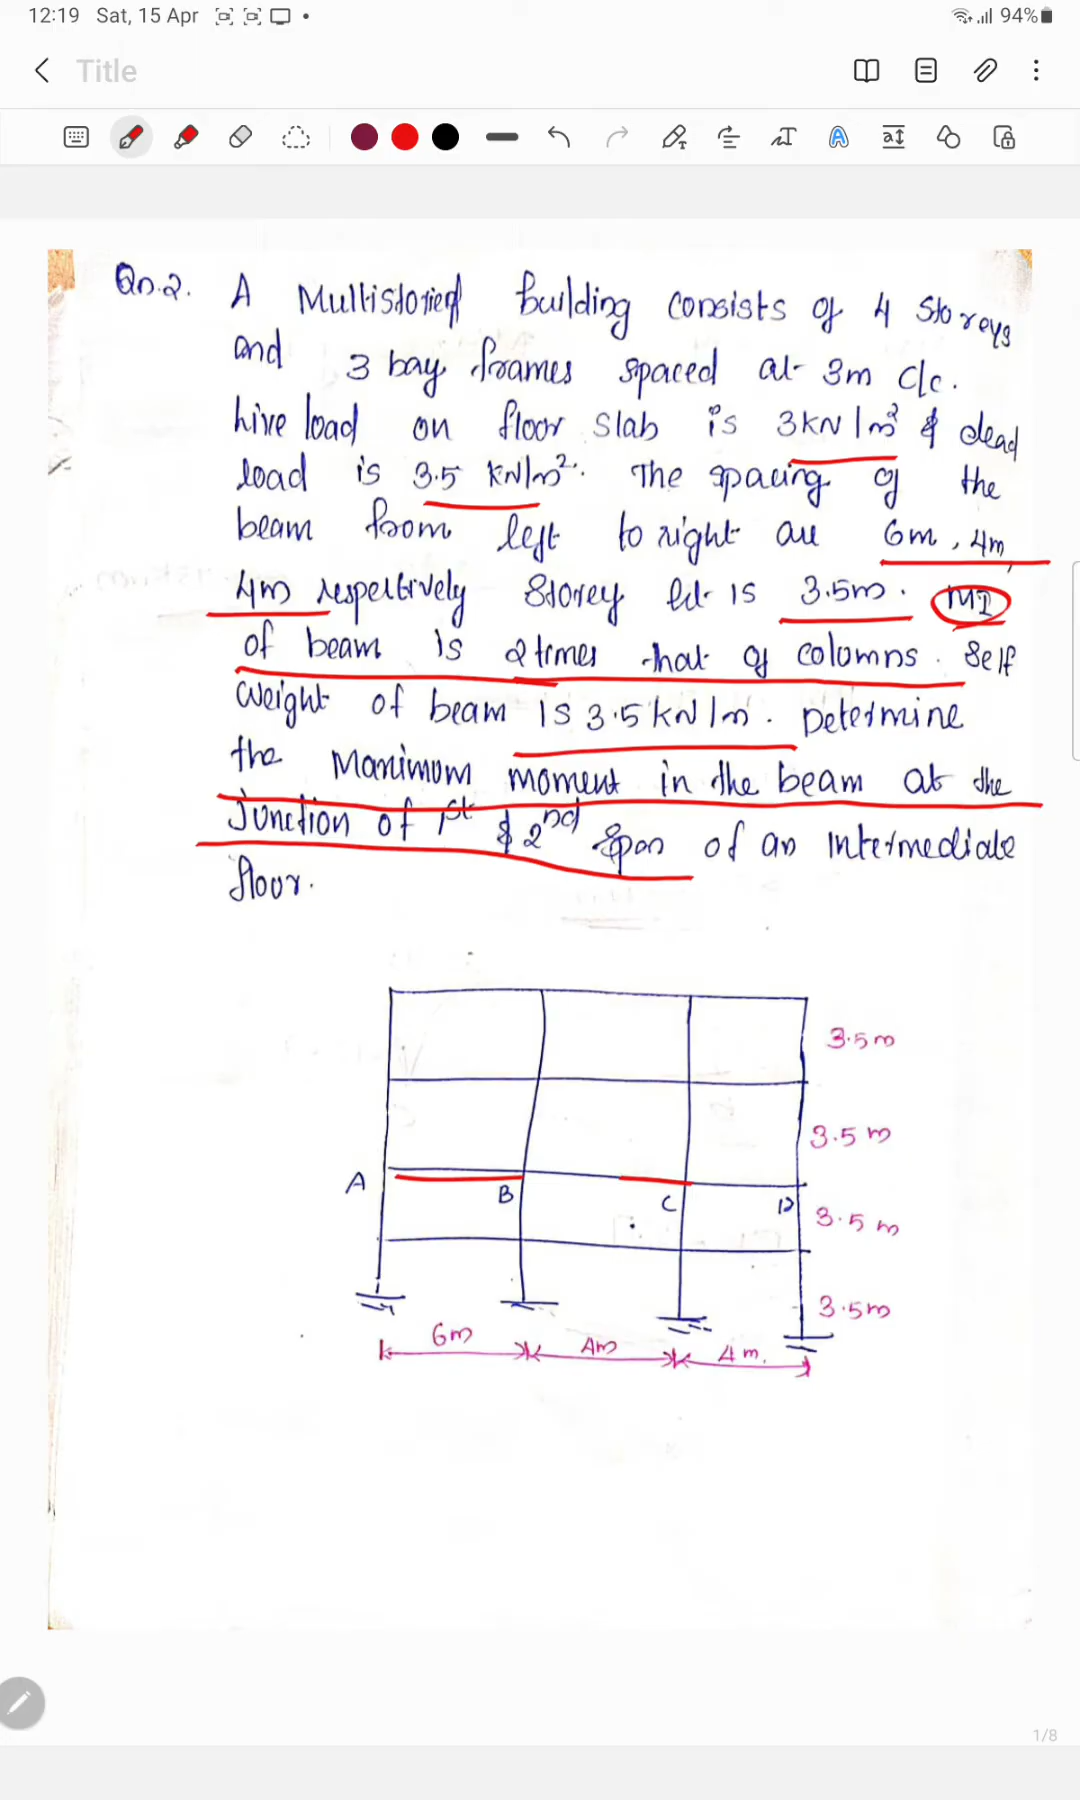 12:19 Sat, 15 Apr 94%
Title
Qn.2. A Multistoried building consists of 4 Storeys
and 3 bay frames spaced at 3m c/c.
Live load on floor slab is 3kN/m² & dead
load is 3.5 kN/m². The spacing of the
beam from left to right are 6m, 4m,
4m respectively Storey ht is 3.5m. MI
of beam is 2 times that of columns. Self
weight of beam is 3.5 kN/m. Determine
the Maximum moment in the beam at the
Junction of 1st & 2nd span of an intermediate
floor.
3.5m
3.5m
A B C D
3.5m
3.5m
6m 4m 4m.
1/8